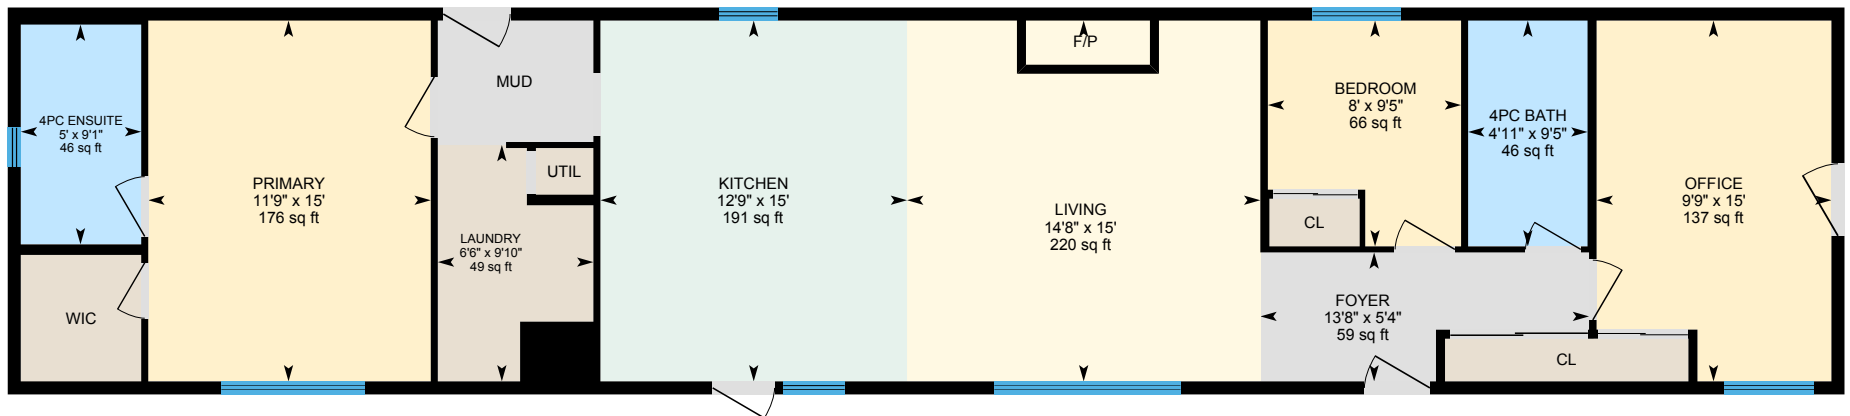 4PC ENSUITE
5' x 9'1"
46 sq ft
WIC
PRIMARY
11'9" x 15'
176 sq ft
MUD
UTIL
LAUNDRY
6'6" x 9'10"
49 sq ft
KITCHEN
12'9" x 15'
191 sq ft
F/P
LIVING
14'8" x 15'
220 sq ft
BEDROOM
8' x 9'5"
66 sq ft
CL
4PC BATH
4'11" x 9'5"
46 sq ft
FOYER
13'8" x 5'4"
59 sq ft
CL
OFFICE
9'9" x 15'
137 sq ft